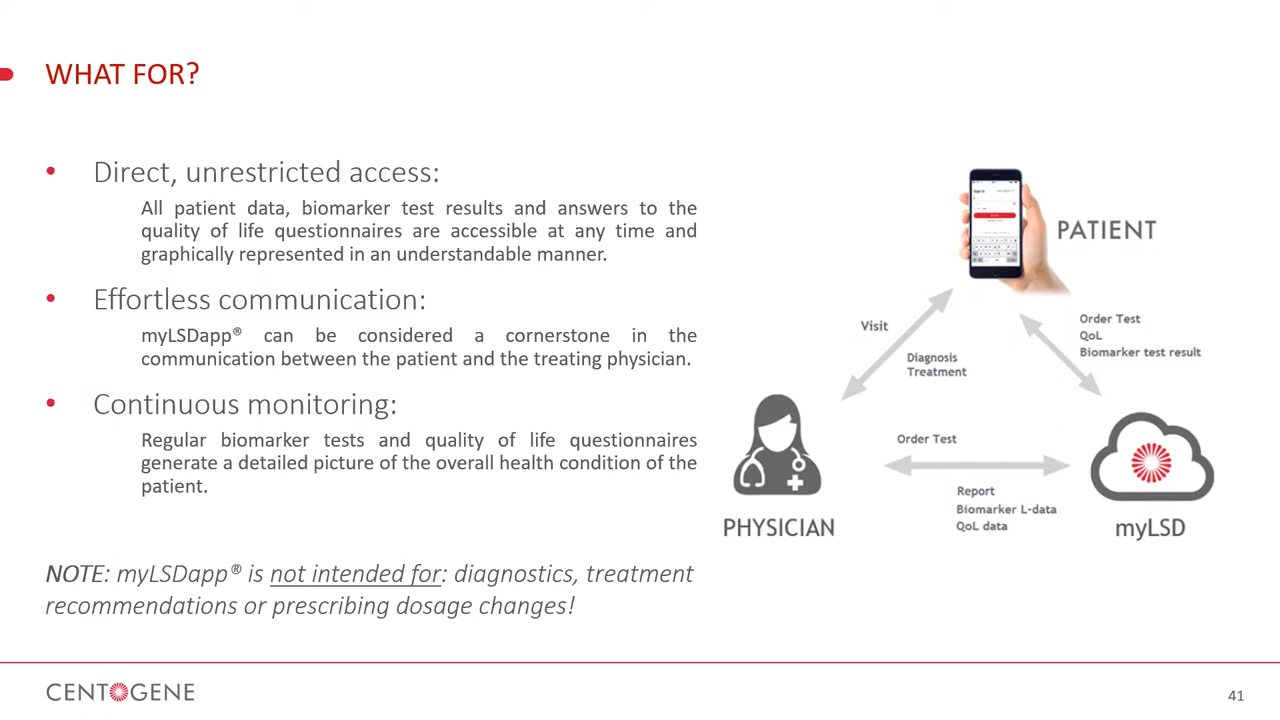 WHAT FOR?
• Direct, unrestricted access:
All patient data, biomarker test results and answers to the
quality of life questionnaires are accessible at any time and
graphically represented in an understandable manner.
• Effortless communication:
myLSDapp® can be considered a cornerstone in the
communication between the patient and the treating physician.
• Continuous monitoring:
Regular biomarker tests and quality of life questionnaires
generate a detailed picture of the overall health condition of the
patient.
NOTE: myLSDapp® is not intended for: diagnostics, treatment
recommendations or prescribing dosage changes!
PATIENT
Visit
Diagnosis
Treatment
Order Test
QoL
Biomarker test result
Order Test
Report
Biomarker L-data
QoL data
PHYSICIAN
myLSD
CENTOGENE
41